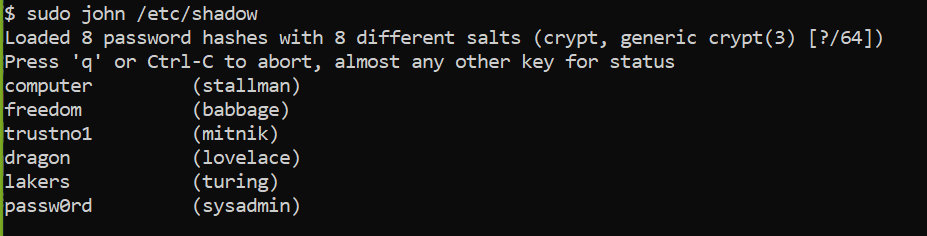 $ sudo john /etc/shadow
Loaded 8 password hashes with 8 different salts (crypt, generic crypt(3) [?/64])
Press 'q' or Ctrl-C to abort, almost any other key for status
computer         (stallman)
freedom          (babbage)
trustno1         (mitnik)
dragon           (lovelace)
lakers           (turing)
passw0rd         (sysadmin)